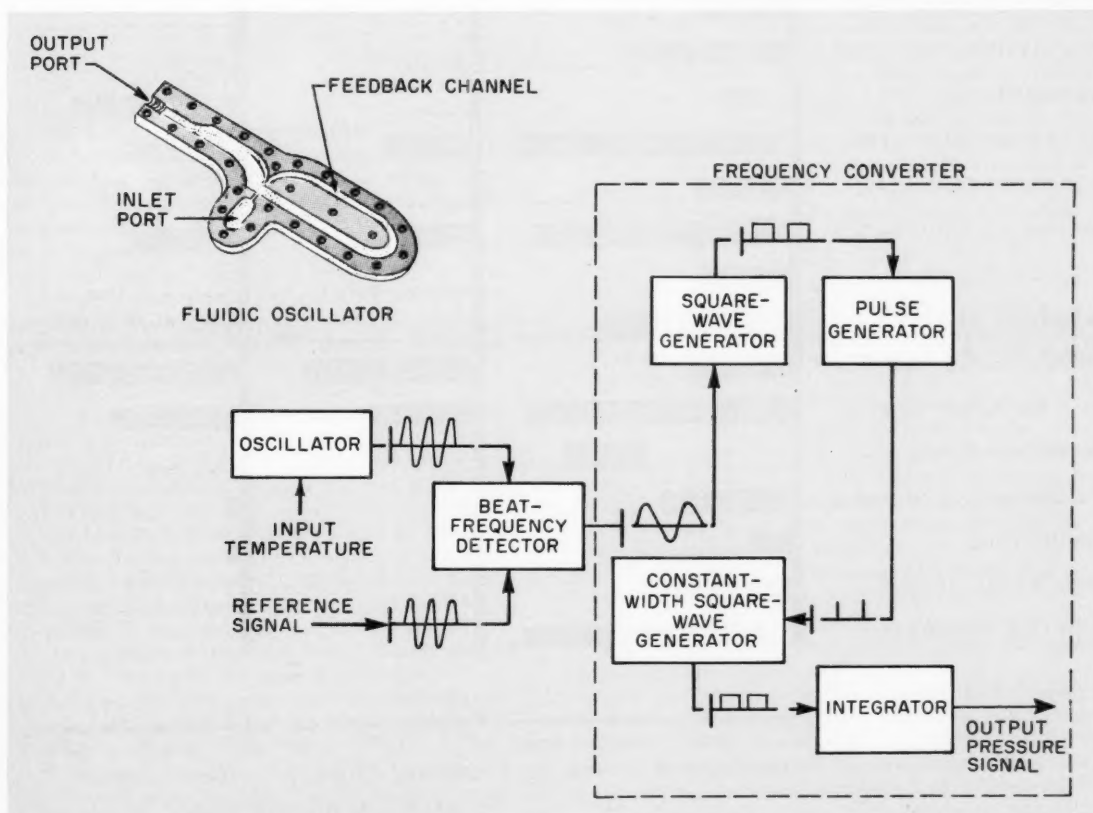 OUTPUT
PORT
FEEDBACK CHANNEL
INLET
PORT
FLUIDIC OSCILLATOR
FREQUENCY CONVERTER
SQUARE-
WAVE
GENERATOR
PULSE
GENERATOR
OSCILLATOR
INPUT
TEMPERATURE
BEAT-
FREQUENCY
DETECTOR
REFERENCE
SIGNAL
CONSTANT-
WIDTH SQUARE-
WAVE
GENERATOR
INTEGRATOR
OUTPUT
PRESSURE
SIGNAL